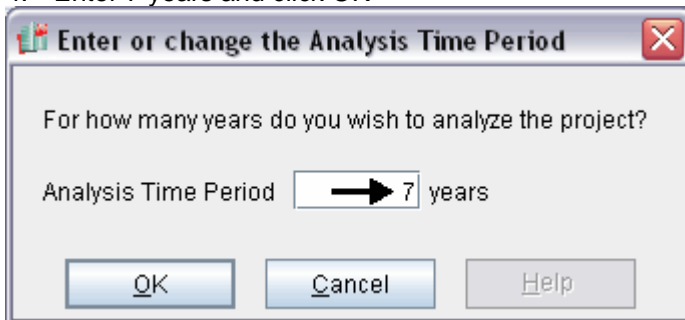 Enter or change the Analysis Time Period
For how many years do you wish to analyze the project?
Analysis Time Period 7 years
OK Cancel Help